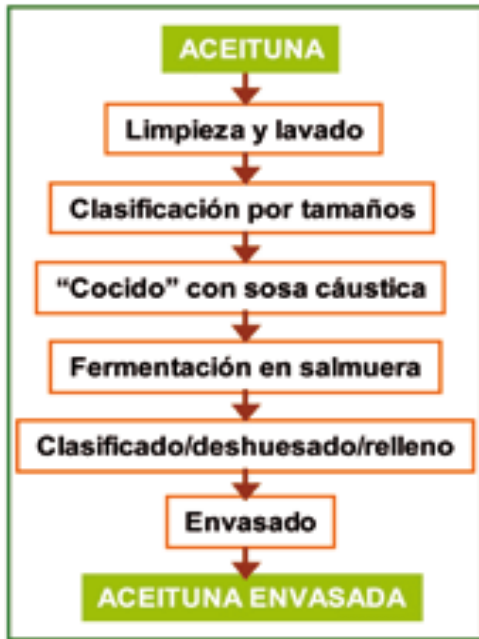 ACEITUNA
Limpieza y lavado
Clasificación por tamaños
“Cocido” con sosa cáustica
Fermentación en salmuera
Clasificado/deshuesado/relleno
Envasado
ACEITUNA ENVASADA